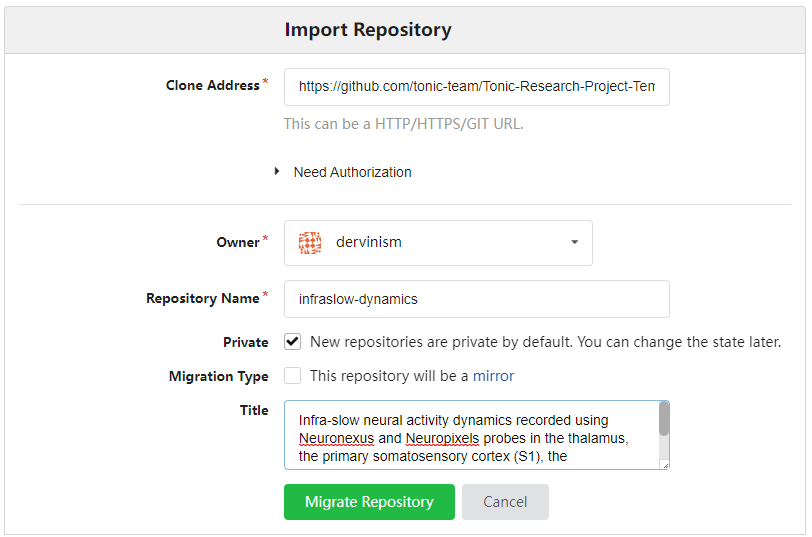 Import Repository
Clone Address*
https://github.com/tonic-team/Tonic-Research-Project-Tem
This can be a HTTP/HTTPS/GIT URL.
Need Authorization
Owner*
dervinism
Repository Name*
infraslow-dynamics
Private
New repositories are private by default. You can change the state later.
Migration Type
This repository will be a mirror
Title
Infra-slow neural activity dynamics recorded using
Neuronexus and Neuropixels probes in the thalamus,
the primary somatosensory cortex (S1), the
Migrate Repository
Cancel